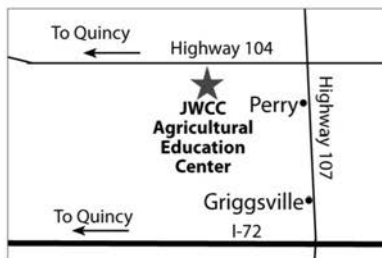 To Quincy
Highway 104
JWCC
Agricultural
Education
Center
Perry
Highway 107
Griggsville
To Quincy
I-72